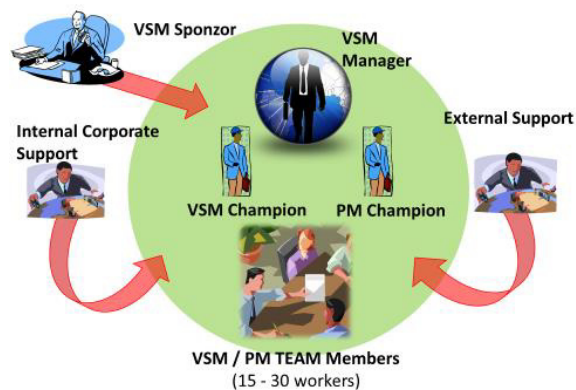 VSM Sponzor
VSM
Manager
Internal Corporate
Support
External Support
VSM Champion
PM Champion
VSM / PM TEAM Members
(15 - 30 workers)